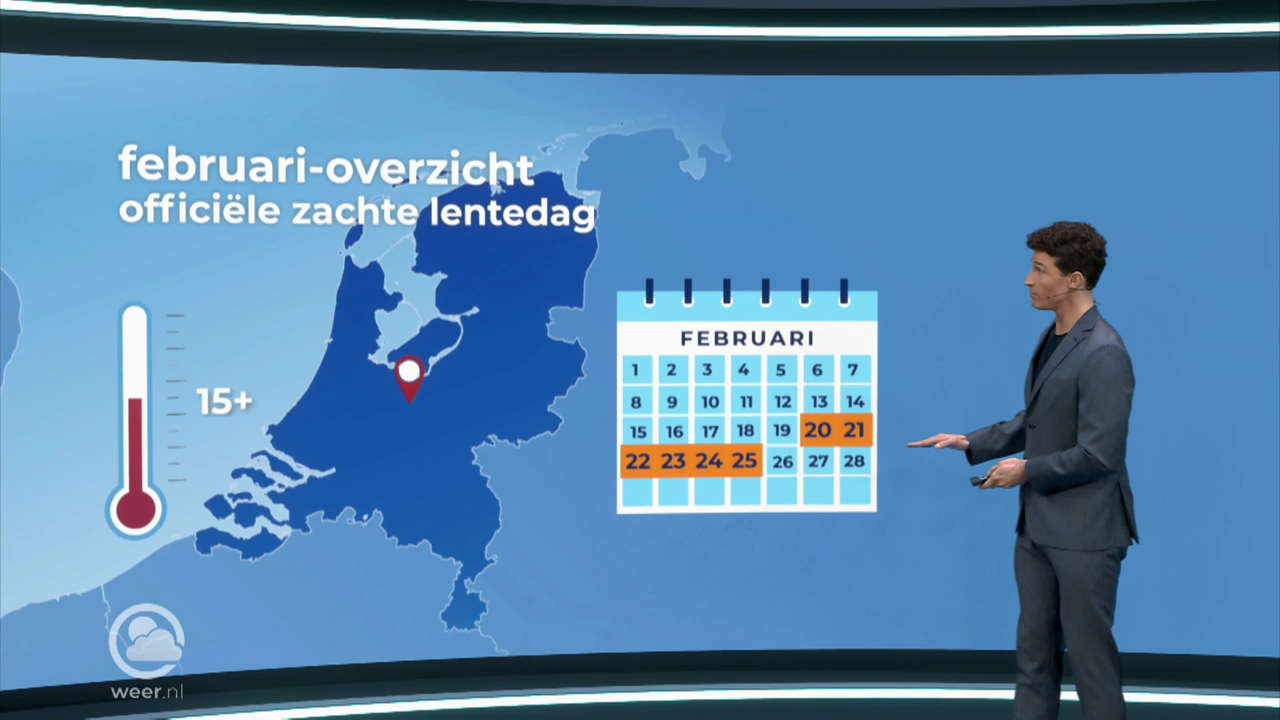 februari-overzicht
officiële zachte lentedag
15+
FEBRUARI
1 2 3 4 5 6 7
8 9 10 11 12 13 14
15 16 17 18 19 20 21
22 23 24 25 26 27 28
weer.nl